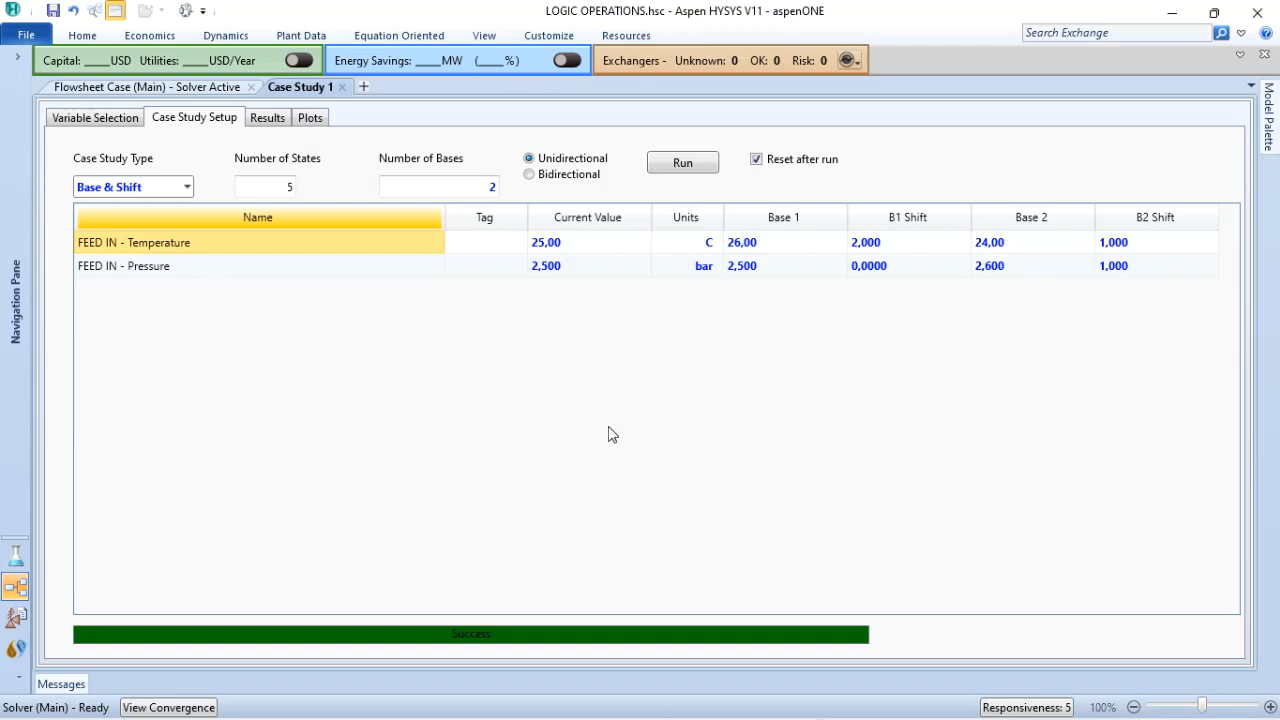 LOGIC OPERATIONS.hsc - Aspen HYSYS V11 - aspenONE
File Home Economics Dynamics Plant Data Equation Oriented View Customize Resources Search Exchange
Capital: ____USD Utilities: ____USD/Year Energy Savings: ____MW (____%) Exchangers - Unknown: 0 OK: 0 Risk: 0
Flowsheet Case (Main) - Solver Active Case Study 1
Model Palette
Variable Selection Case Study Setup Results Plots
Case Study Type Number of States Number of Bases Unidirectional Run Reset after run
Bidirectional
Base & Shift 5 2
Name Tag Current Value Units Base 1 B1 Shift Base 2 B2 Shift
FEED IN - Temperature 25,00 C 26,00 2,000 24,00 1,000
FEED IN - Pressure 2,500 bar 2,500 0,0000 2,600 1,000
Navigation Pane
Success
Messages
Solver (Main) - Ready View Convergence Responsiveness: 5 100%